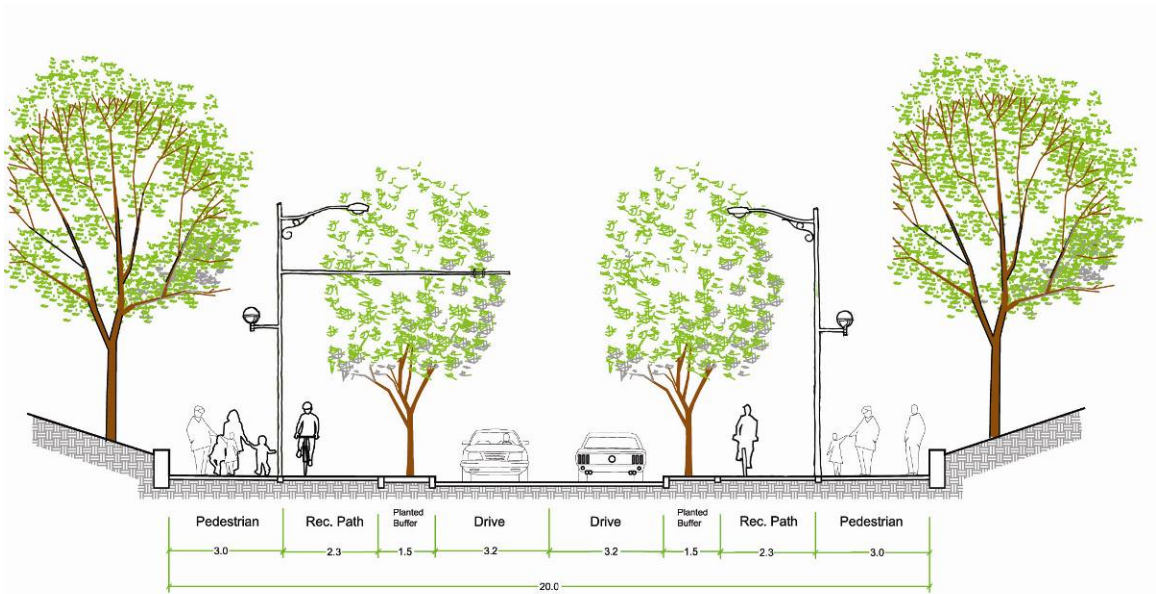 Pedestrian Rec. Path Planted Buffer Drive Drive Planted Buffer Rec. Path Pedestrian
3.0 2.3 1.5 3.2 3.2 1.5 2.3 3.0
20.0